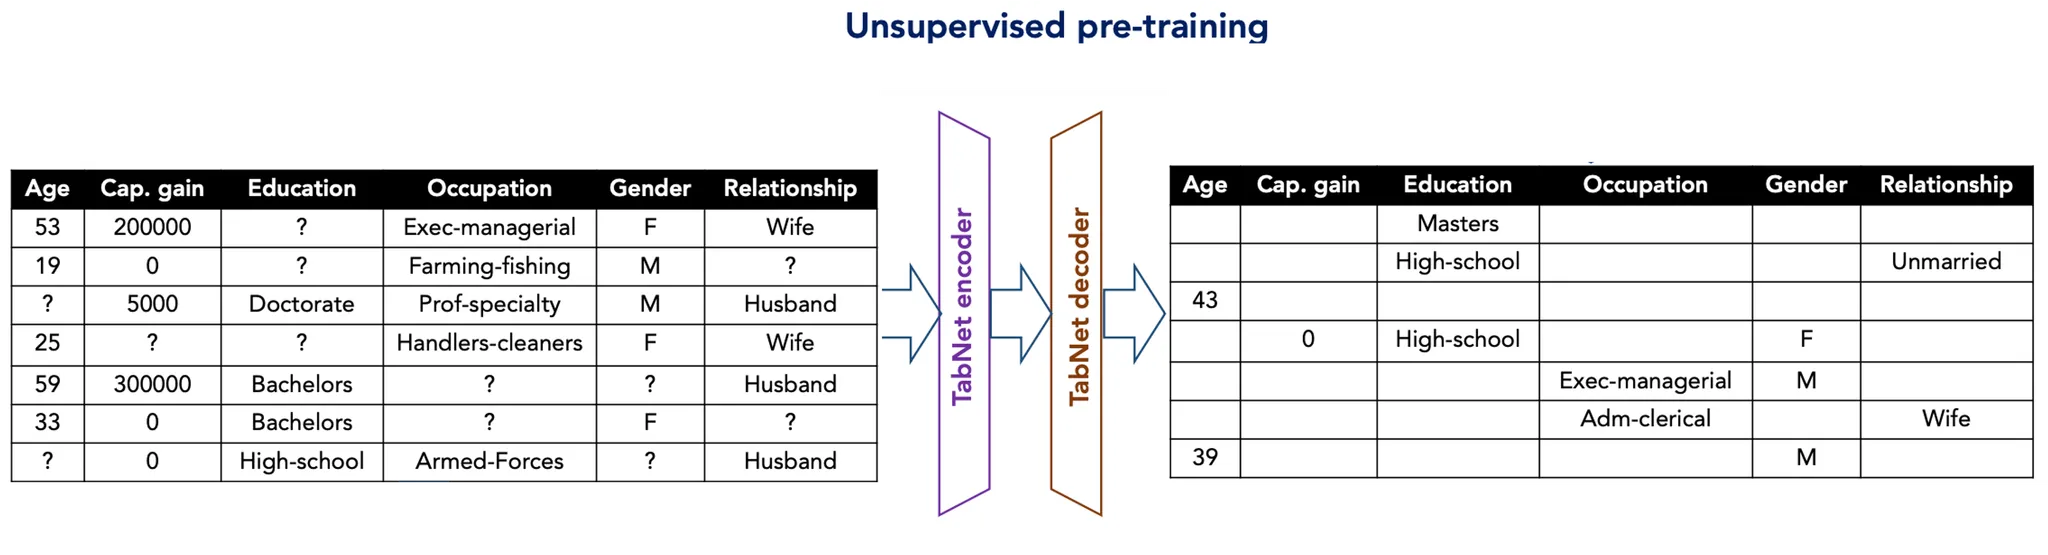 Unsupervised pre-training
Age Cap. gain Education Occupation Gender Relationship
53 200000 ? Exec-managerial F Wife
19 0 ? Farming-fishing M ?
? 5000 Doctorate Prof-specialty M Husband
25 ? ? Handlers-cleaners F Wife
59 300000 Bachelors ? ? Husband
33 0 Bachelors ? F ?
? 0 High-school Armed-Forces ? Husband
TabNet encoder
TabNet decoder
Age Cap. gain Education Occupation Gender Relationship
Masters
High-school Unmarried
43
0 High-school F
Exec-managerial M
Adm-clerical Wife
39 M